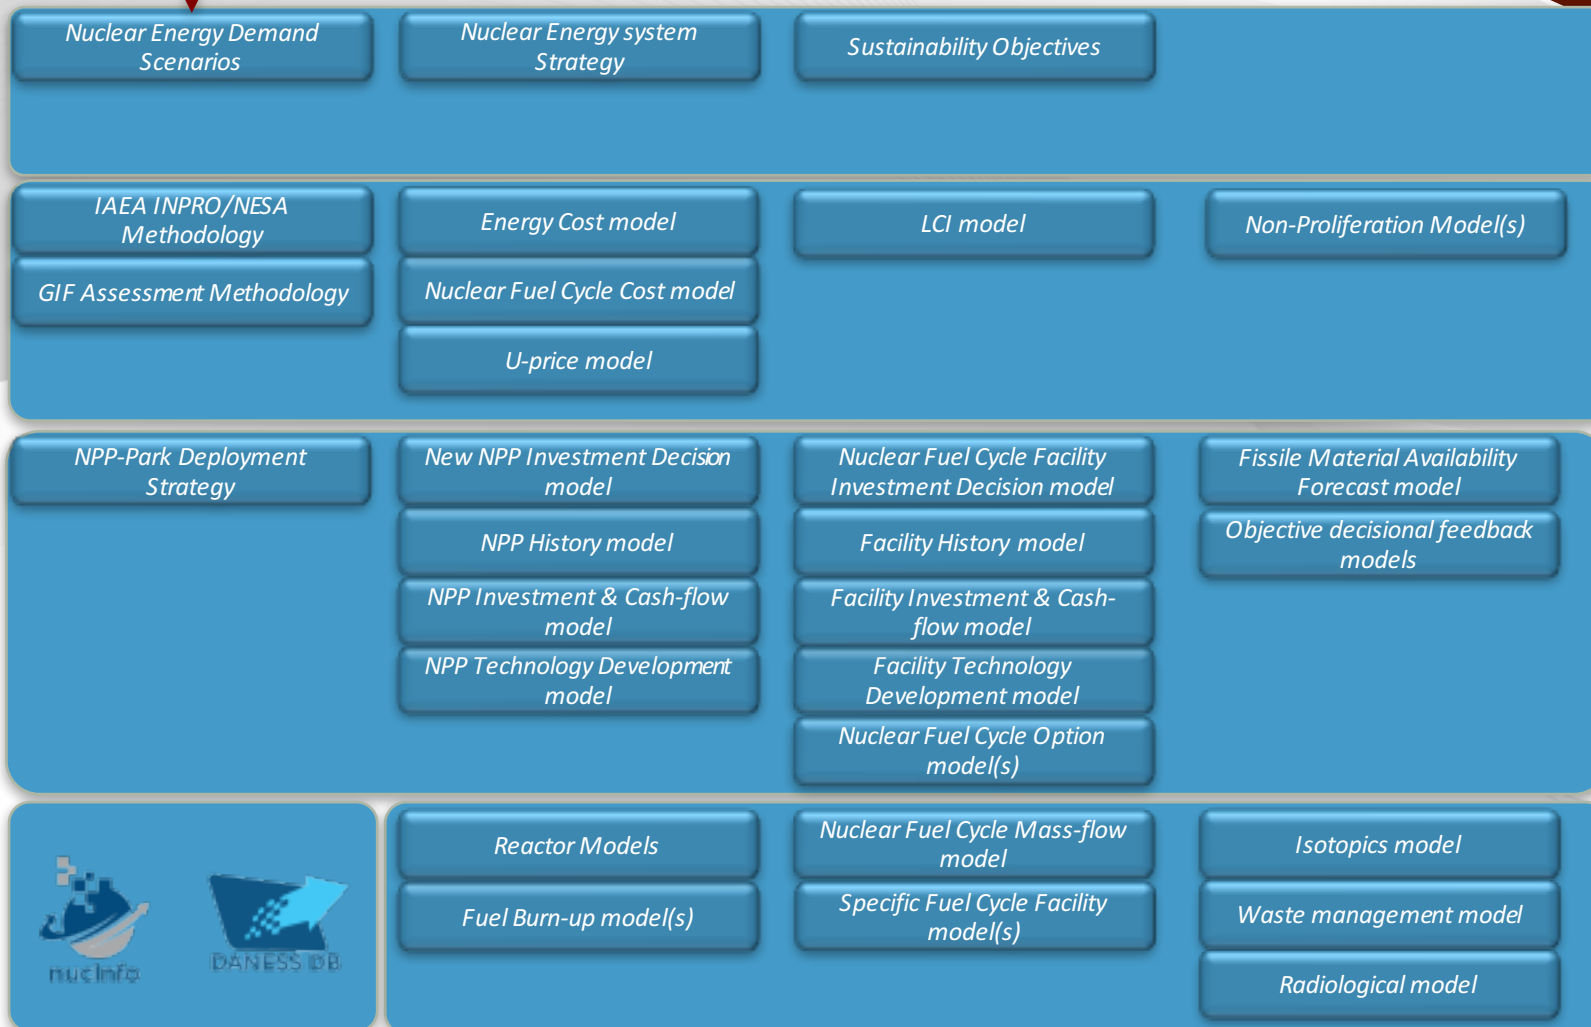 Nuclear Energy Demand
Scenarios
Nuclear Energy system
Strategy
Sustainability Objectives
IAEA INPRO/NESA
Methodology
GIF Assessment Methodology
Energy Cost model
Nuclear Fuel Cycle Cost model
U-price model
LCI model
Non-Proliferation Model(s)
NPP-Park Deployment
Strategy
New NPP Investment Decision
model
NPP History model
NPP Investment & Cash-flow
model
NPP Technology Development
model
Nuclear Fuel Cycle Facility
Investment Decision model
Facility History model
Facility Investment & Cash-
flow model
Facility Technology
Development model
Nuclear Fuel Cycle Option
model(s)
Fissile Material Availability
Forecast model
Objective decisional feedback
models
nucInfo
DANESS DB
Reactor Models
Fuel Burn-up model(s)
Nuclear Fuel Cycle Mass-flow
model
Specific Fuel Cycle Facility
model(s)
Isotopics model
Waste management model
Radiological model